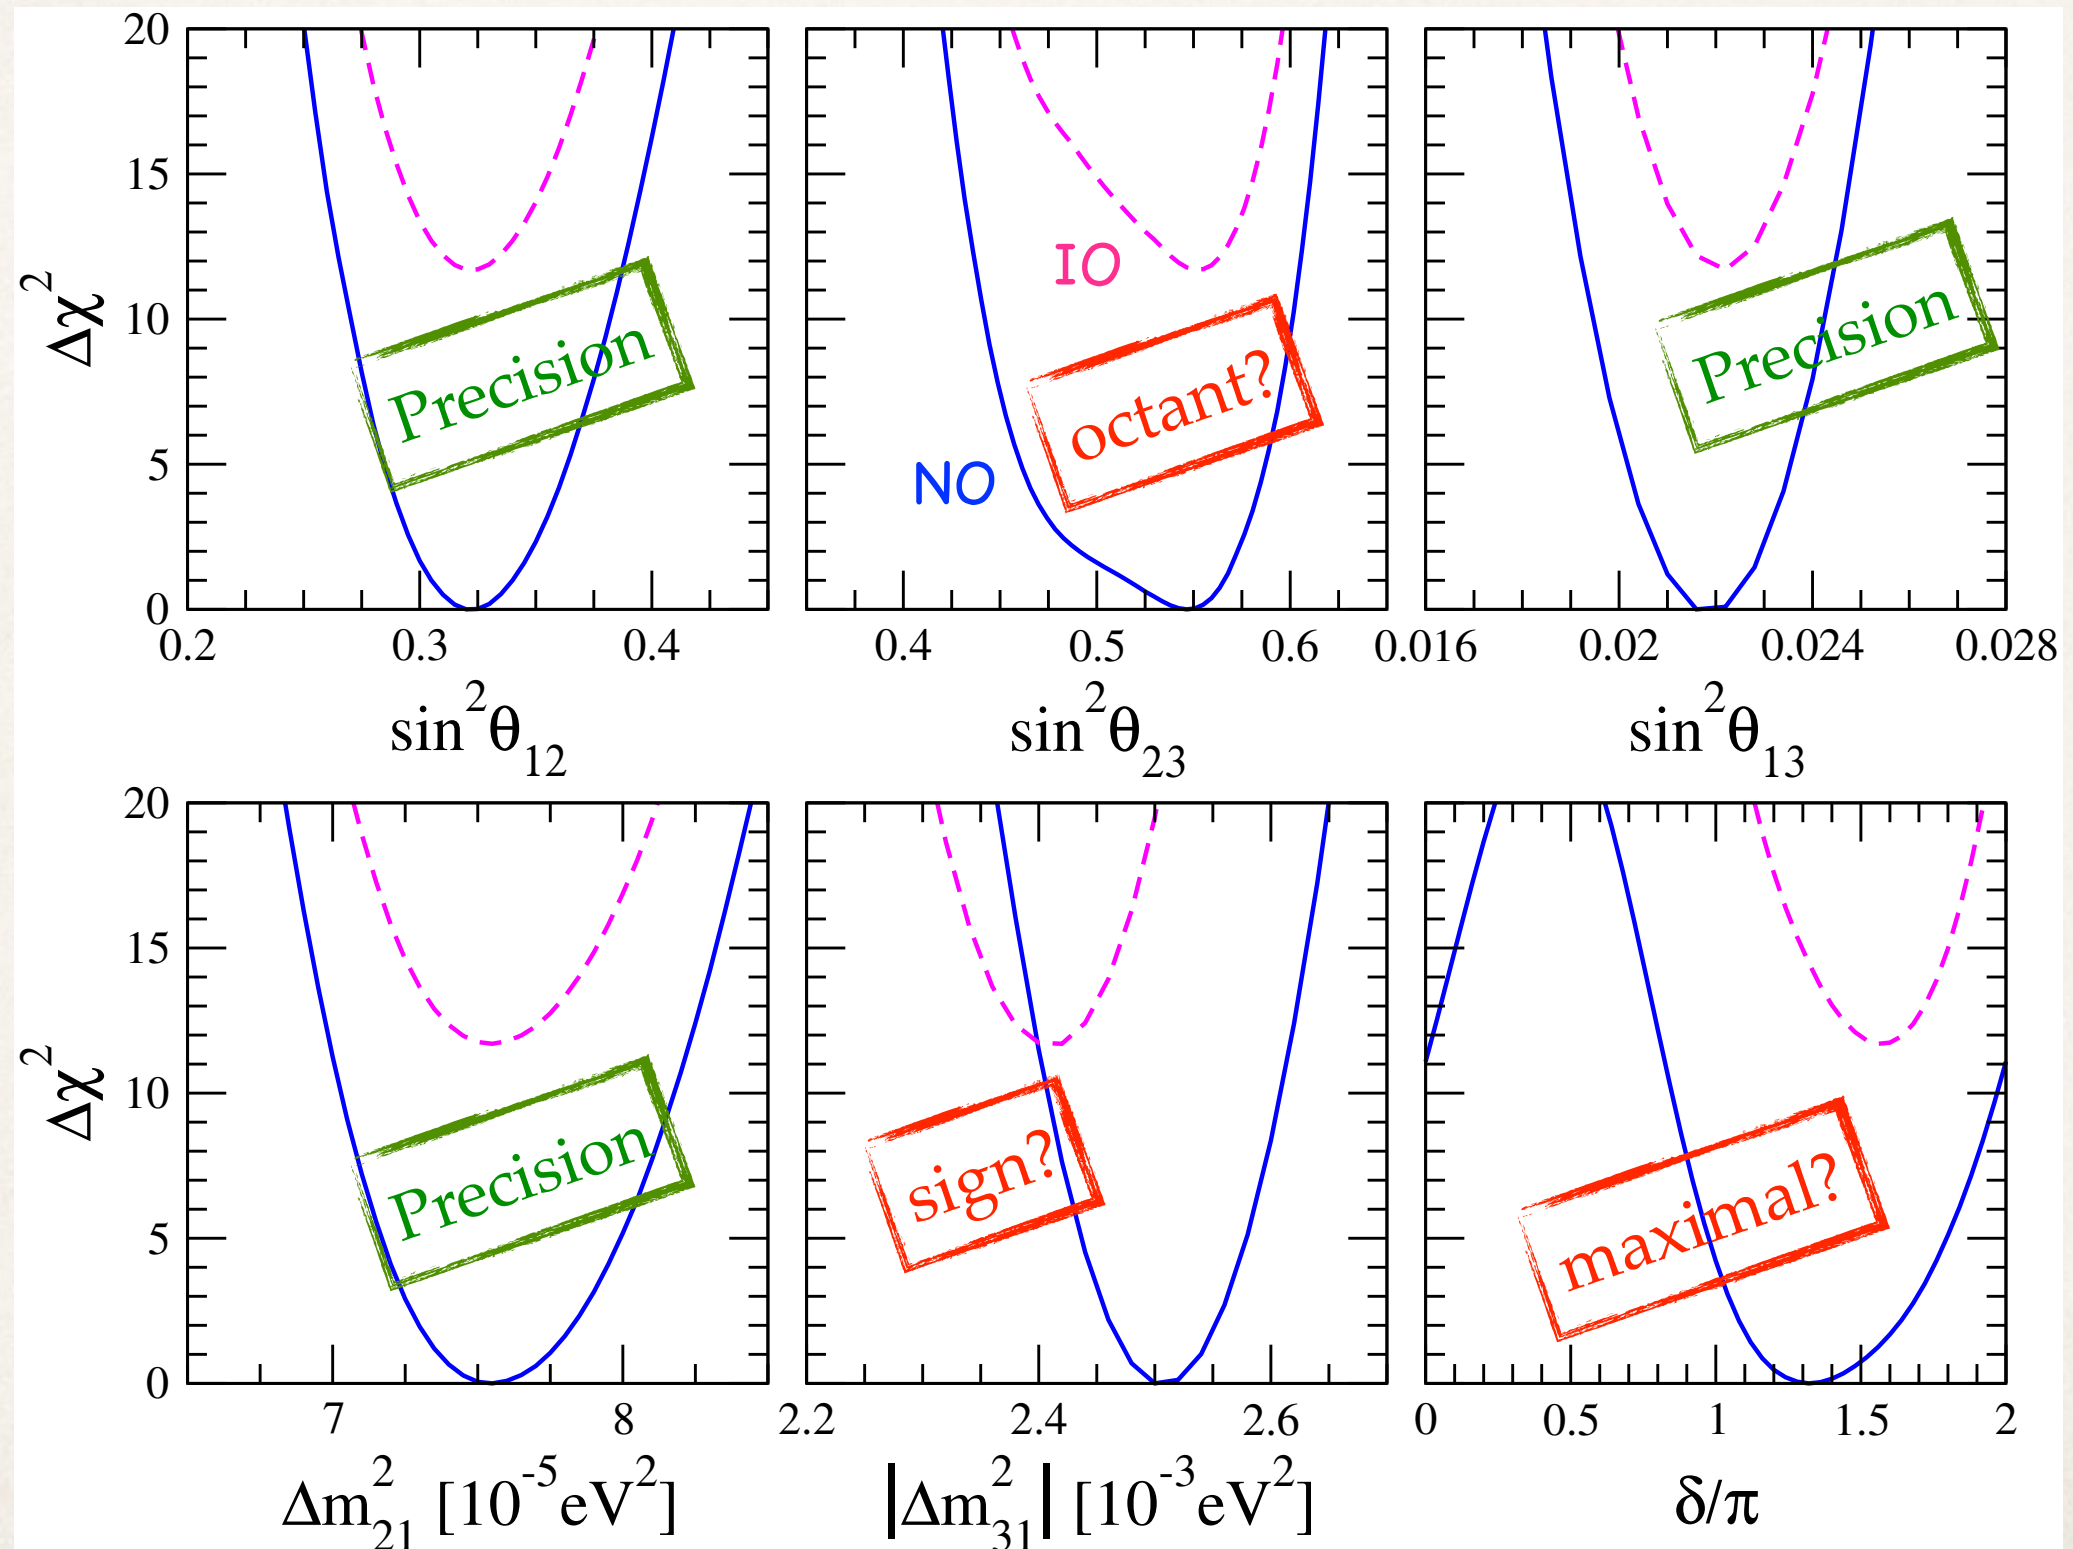 20
15
10
5
0
Δχ²
IO
NO
Precision
octant?
Precision
0.2 0.3 0.4
0.4 0.5 0.6
0.016 0.02 0.024 0.028
sin²θ₁₂
sin²θ₂₃
sin²θ₁₃
20
15
10
5
0
Δχ²
Precision
sign?
maximal?
7 8
2.2 2.4 2.6
0 0.5 1 1.5 2
Δm²₂₁ [10⁻⁵eV²]
|Δm²₃₁| [10⁻³eV²]
δ/π